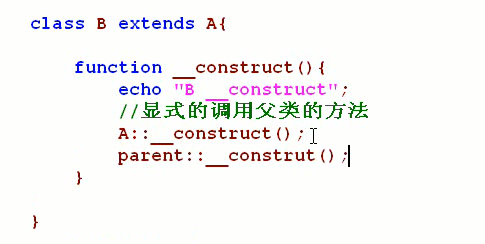 class B extends A{
function __construct(){
echo "B __construct";
//显式的调用父类的方法
A::__construct();
parent::__construt();
}
}